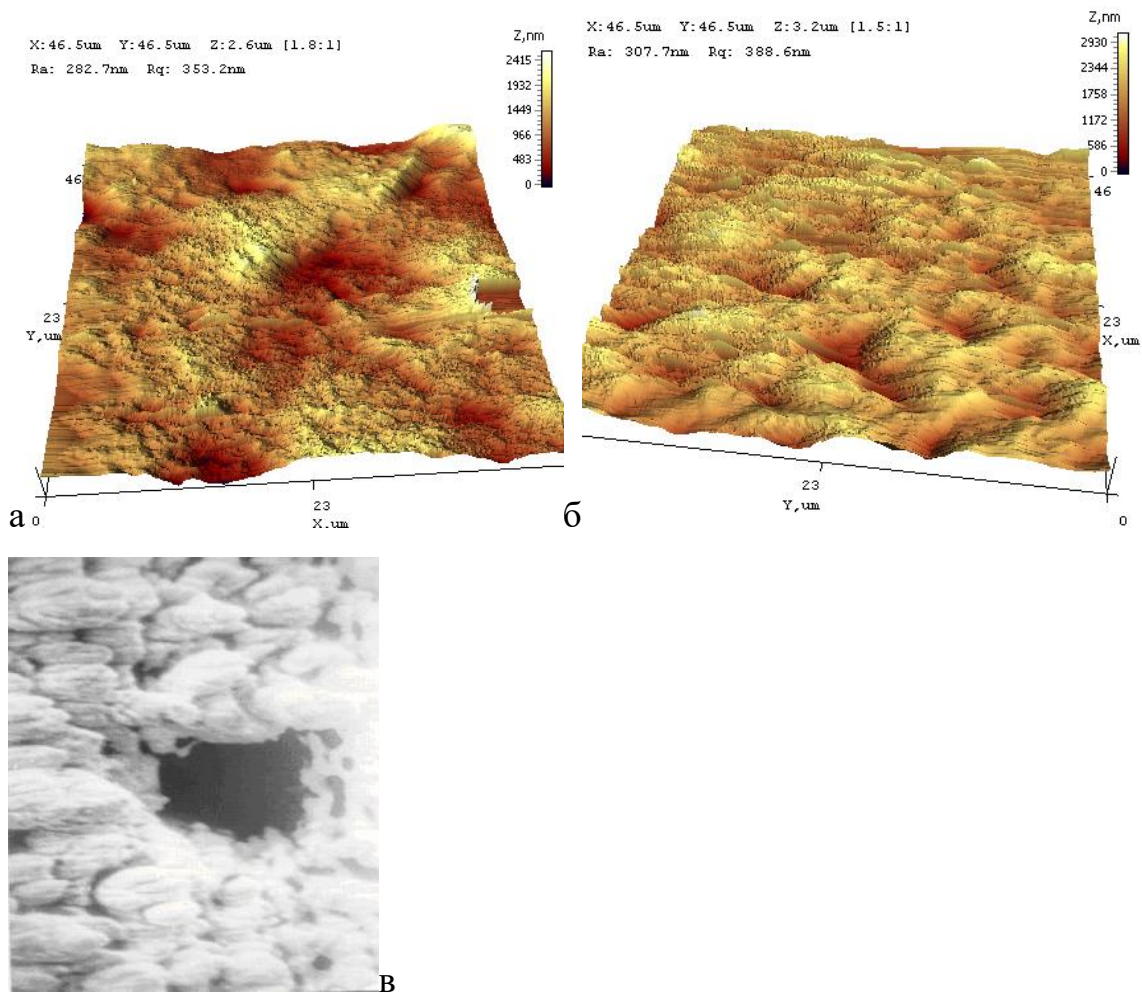 X:46.5um Y:46.5um Z:2.6um [1.8:1]
Ra: 282.7nm Rq: 353.2nm
Z,nm
2415
1932
1449
966
483
0
46
23
Y,um
0
23
X,um
а
X:46.5um Y:46.5um Z:3.2um [1.5:1]
Ra: 307.7nm Rq: 388.6nm
Z,nm
2930
2344
1758
1172
586
0
46
23
X,um
23
Y,um
0
б
в